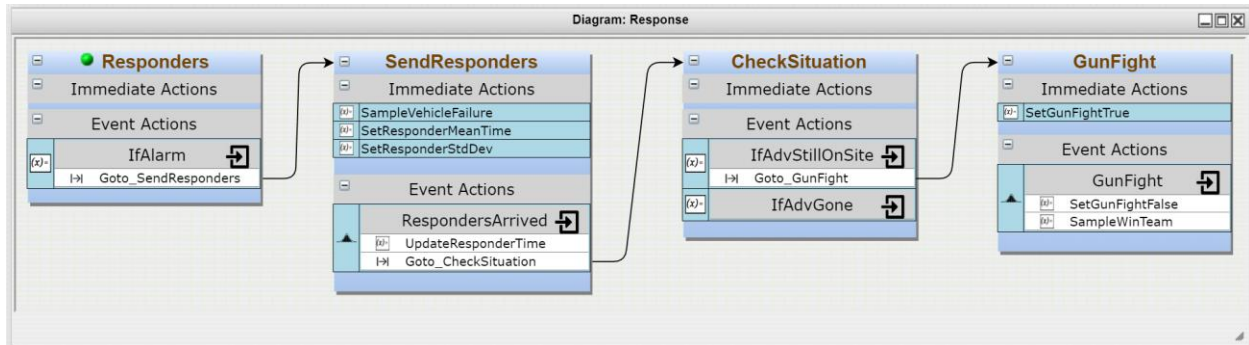 Diagram: Response
Responders
Immediate Actions
Event Actions
(x)= IfAlarm
Goto_SendResponders
SendResponders
Immediate Actions
(x)= SampleVehicleFailure
(x)= SetResponderMeanTime
(x)= SetResponderStdDev
Event Actions
RespondersArrived
(x)= UpdateResponderTime
Goto_CheckSituation
CheckSituation
Immediate Actions
Event Actions
(x)= IfAdvStillOnSite
Goto_GunFight
(x)= IfAdvGone
GunFight
Immediate Actions
(x)= SetGunFightTrue
Event Actions
GunFight
(x)= SetGunFightFalse
(x)= SampleWinTeam